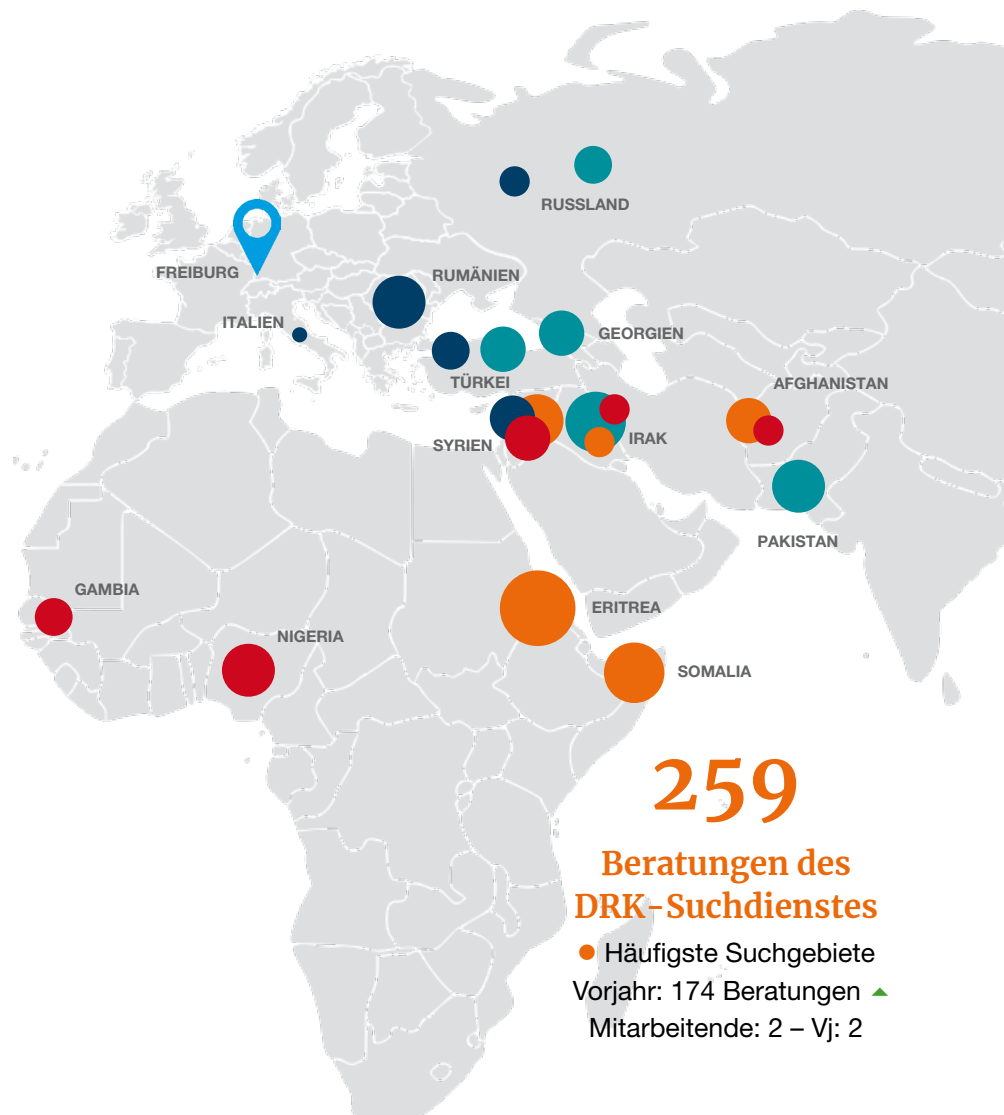 RUSSLAND
FREIBURG
RUMÄNIEN
ITALIEN
GEORGIEN
TÜRKEI
AFGHANISTAN
SYRIEN
IRAK
PAKISTAN
GAMBIA
ERITREA
NIGERIA
SOMALIA
259
Beratungen des
DRK-Suchdienstes
Häufigste Suchgebiete
Vorjahr: 174 Beratungen
Mitarbeitende: 2 – Vj: 2